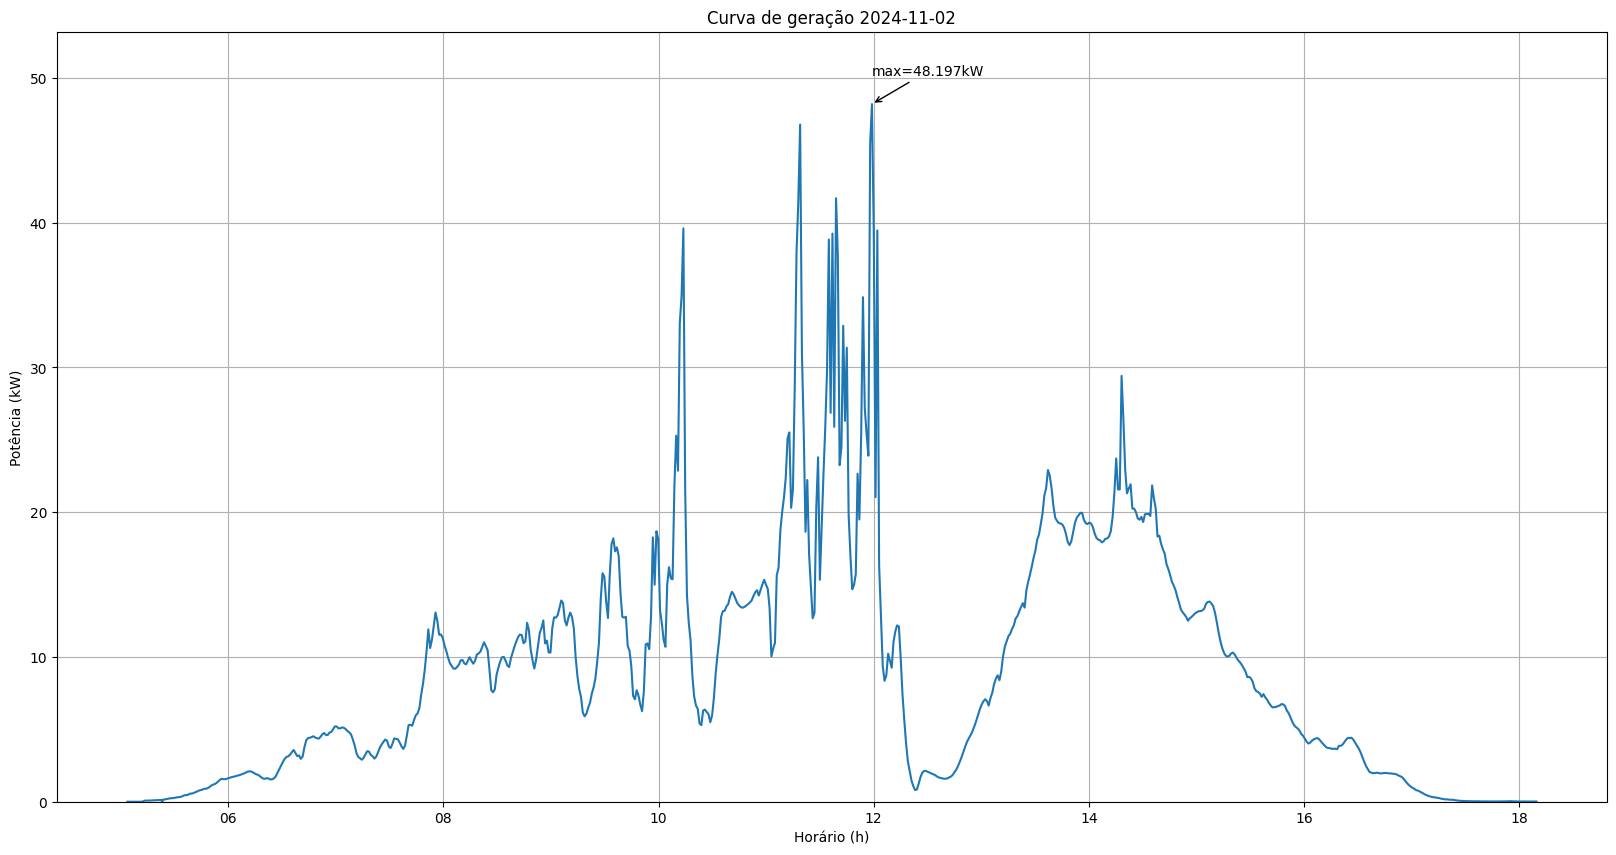 Curva de geração 2024-11-02
max=48.197kW
Potência (kW)
50
40
30
20
10
0
06 08 10 12 14 16 18
Horário (h)